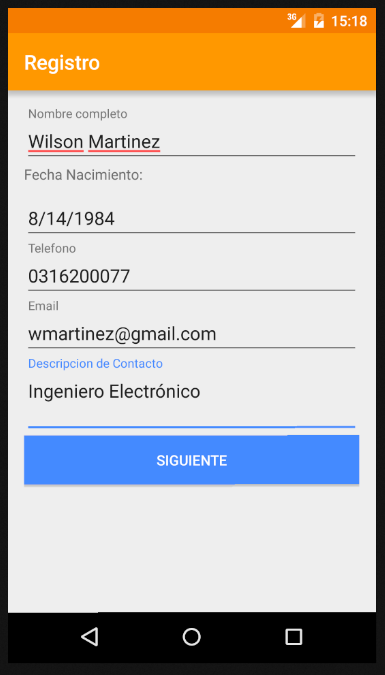 3G 15:18
Registro
Nombre completo
Wilson Martinez
Fecha Nacimiento:
8/14/1984
Telefono
0316200077
Email
wmartinez@gmail.com
Descripcion de Contacto
Ingeniero Electrónico
SIGUIENTE